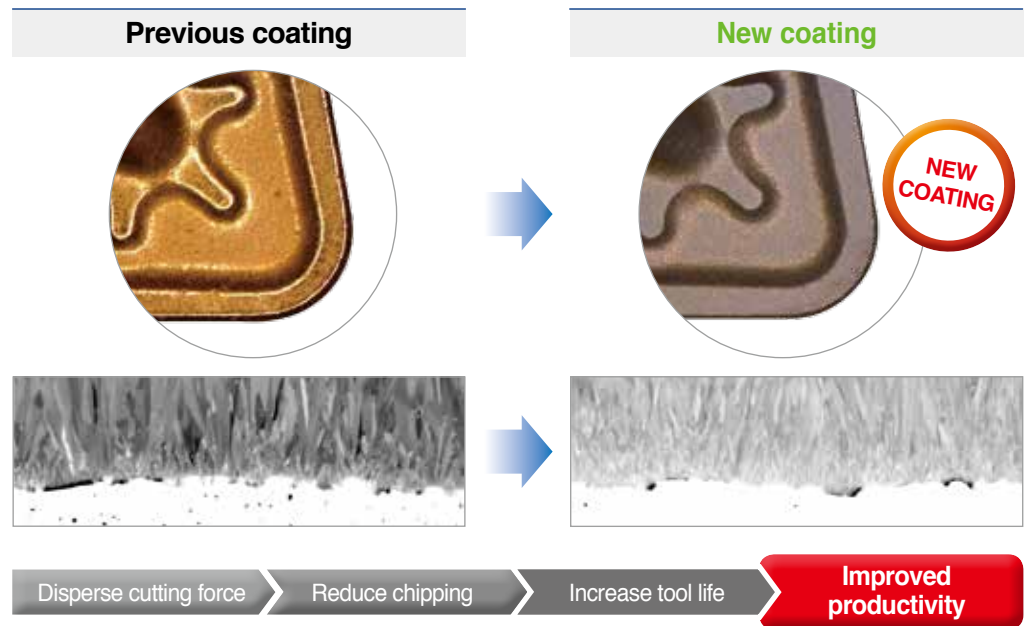 Previous coating
New coating
NEW
COATING
Disperse cutting force
Reduce chipping
Increase tool life
Improved
productivity